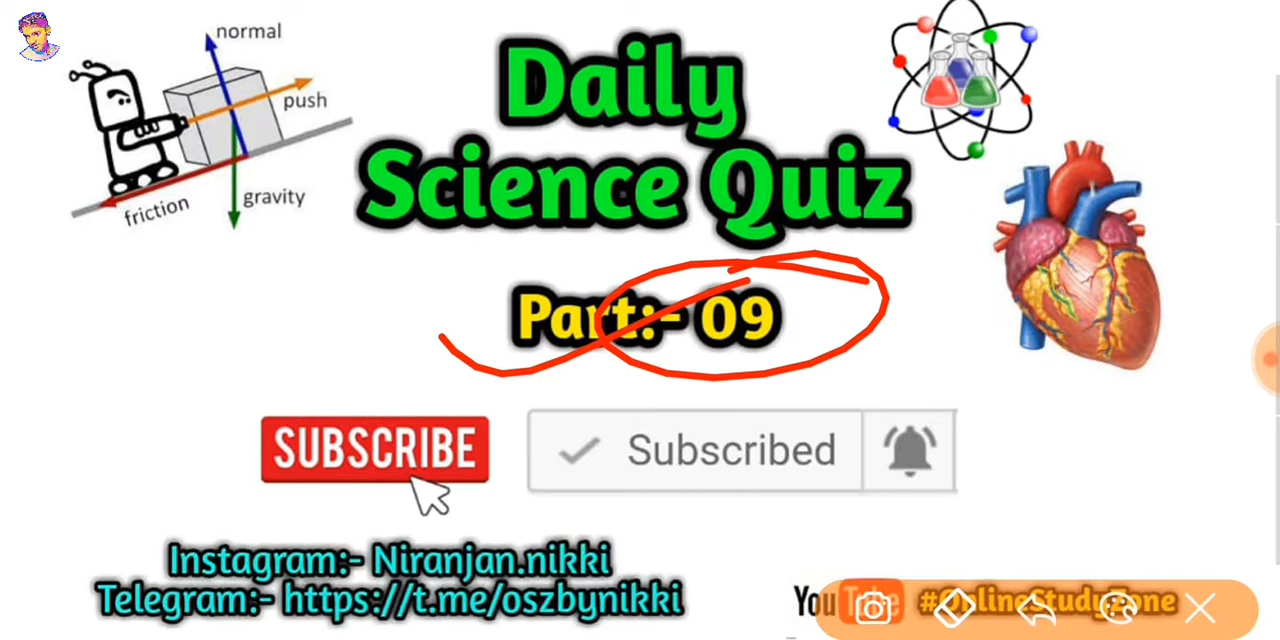 normal
push
gravity
friction
Daily
Science Quiz
Part:- 09
SUBSCRIBE
Subscribed
Instagram:- Niranjan.nikki
Telegram:- https://t.me/oszbynikki
YouTube #OnlineStudyZone